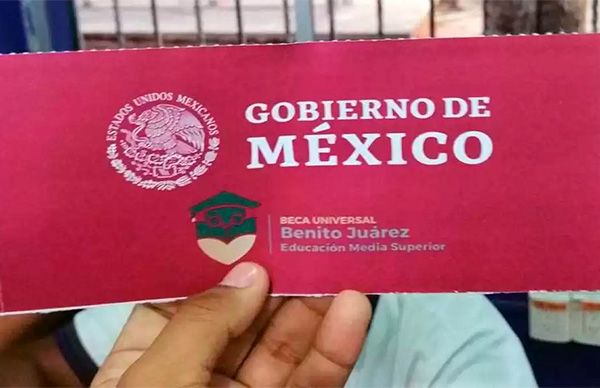 ESTADOS UNIDOS MEXICANOS
GOBIERNO DE
MÉXICO
BECA UNIVERSAL
Benito Juárez
Educación Media Superior